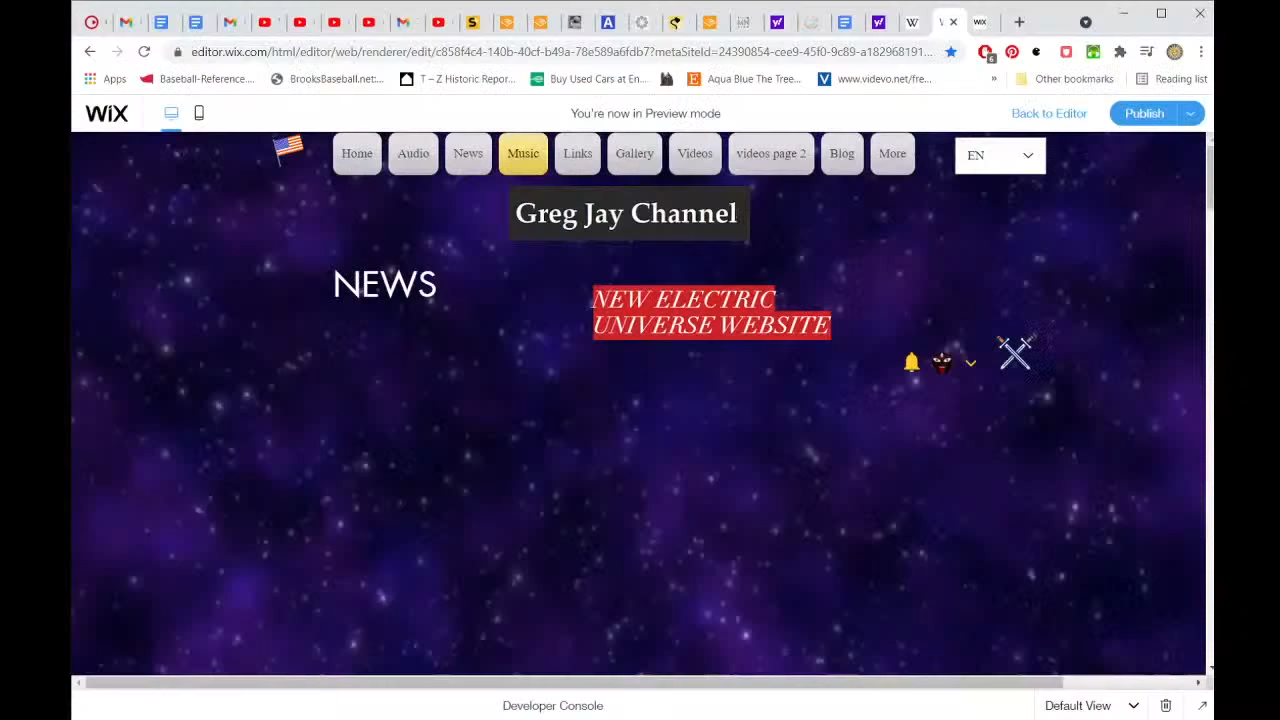 editor.wix.com/html/editor/web/renderer/edit/c858f4c4-140b-40cf-b49a-78e589a6fdb7?metaSiteId=24390854-cee9-45f0-9c89-a182968191...
Apps
Baseball-Reference....
BrooksBaseball.net:...
T – Z Historic Repor...
Buy Used Cars at En...
Aqua Blue The Tree...
www.videvo.net/fre...
»
Other bookmarks
Reading list
WiX
You're now in Preview mode
Back to Editor
Publish
Home
Audio
News
Music
Links
Gallery
Videos
videos page 2
Blog
More
EN
Greg Jay Channel
NEWS
NEW ELECTRIC
UNIVERSE WEBSITE
Developer Console
Default View